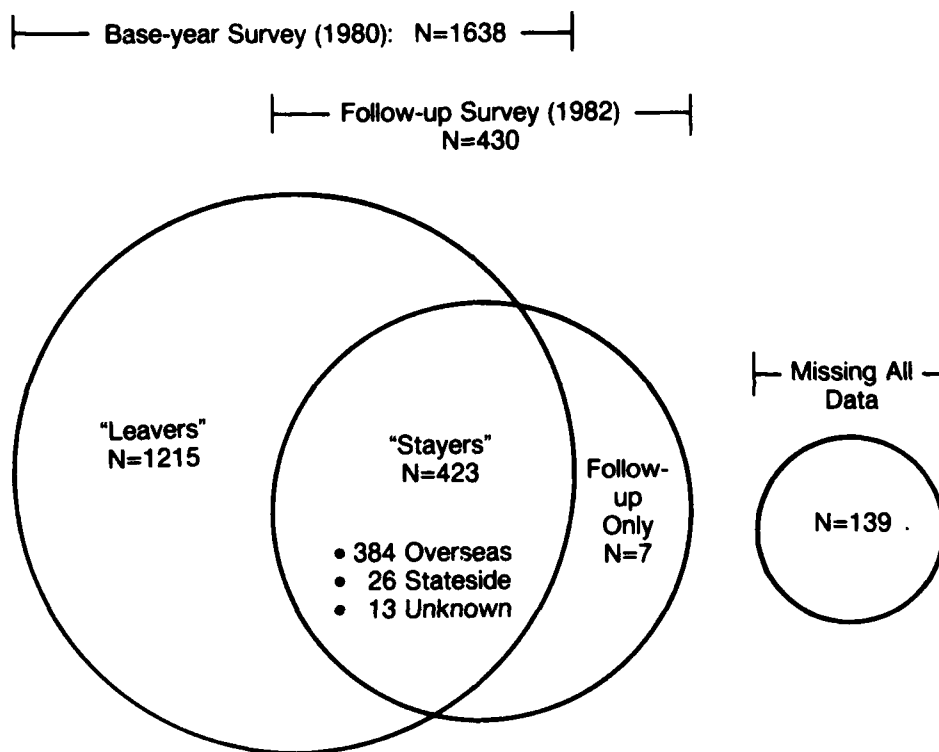 Base-year Survey (1980): N=1638
Follow-up Survey (1982)
N=430
"Leavers"
N=1215
"Stayers"
N=423
• 384 Overseas
• 26 Stateside
• 13 Unknown
Follow-
up
Only
N=7
Missing All
Data
N=139